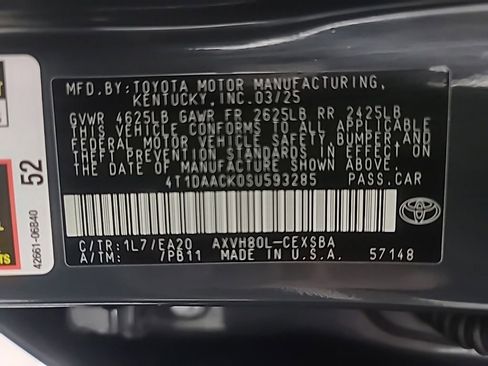 MFD.BY:TOYOTA MOTOR MANUFACTURING,
KENTUCKY,INC.03/25
GVWR 4625LB GAWR FR 2625LB RR 2425LB
THIS VEHICLE CONFORMS TO ALL APPLICABLE
FEDERAL MOTOR VEHICLE SAFETY BUMPER,AND
THEFT PREVENTION STANDARDS IN EFFECT ON
THE DATE OF MANUFACTURE SHOWN ABOVE.
4T1DAACK0SU593285 PASS.CAR
C/TR:1L7/EA20 AXVH80L-CEXSBA
A/TM: /PB11 MADE IN U.S.A. 57148
TOYOTA
52
42661-06B40